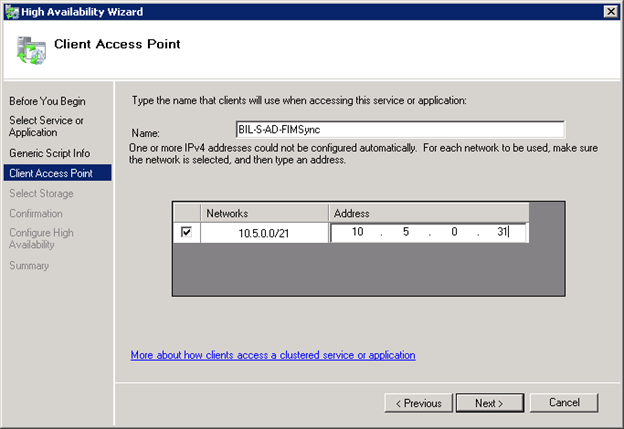 High Availability Wizard
Client Access Point
Before You Begin
Select Service or
Application
Generic Script Info
Client Access Point
Select Storage
Confirmation
Configure High
Availability
Summary
Type the name that clients will use when accessing this service or application:
Name:
BIL-S-AD-FIMSync
One or more IPv4 addresses could not be configured automatically.  For each network to be used, make sure
the network is selected, and then type an address.
Networks Address
10.5.0.0/21 10 . 5 . 0 . 31
More about how clients access a clustered service or application
< Previous Next > Cancel